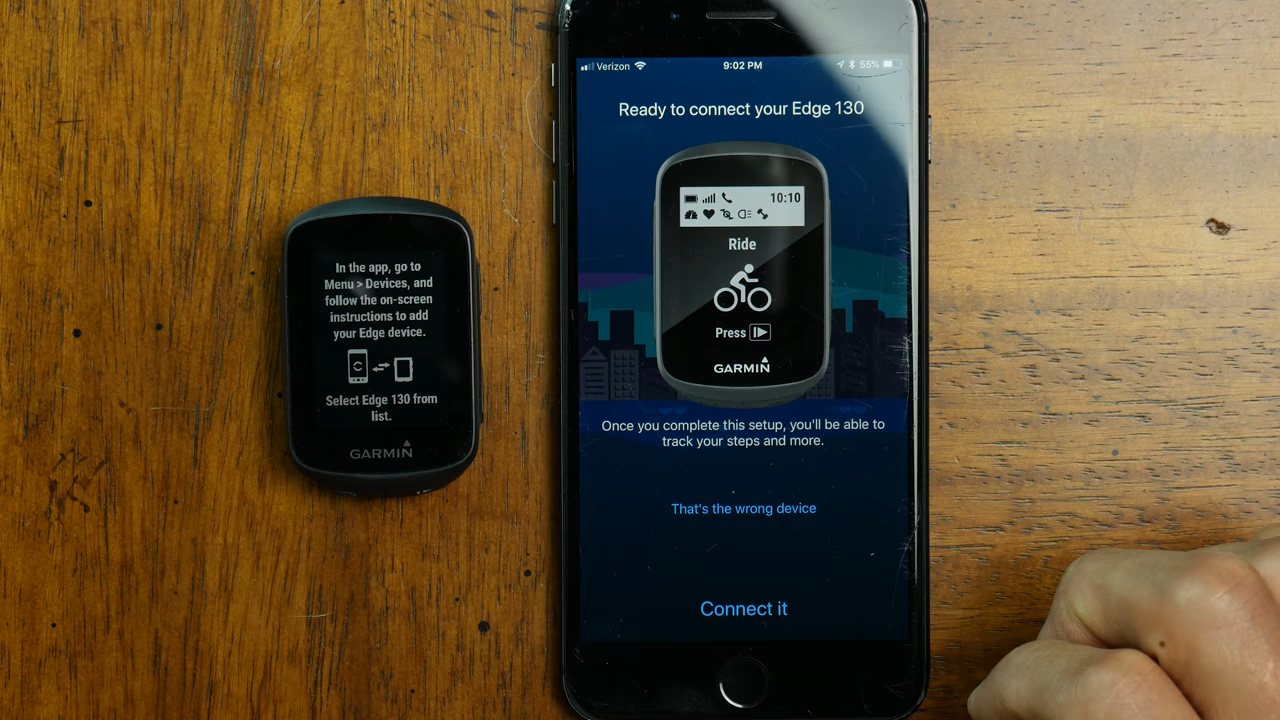 In the app, go to
Menu > Devices, and
follow the on-screen
instructions to add
your Edge device.
Select Edge 130 from
list.
GARMIN
Verizon
9:02 PM
55%
Ready to connect your Edge 130
10:10
Ride
Press
GARMIN
Once you complete this setup, you'll be able to
track your steps and more.
That's the wrong device
Connect it